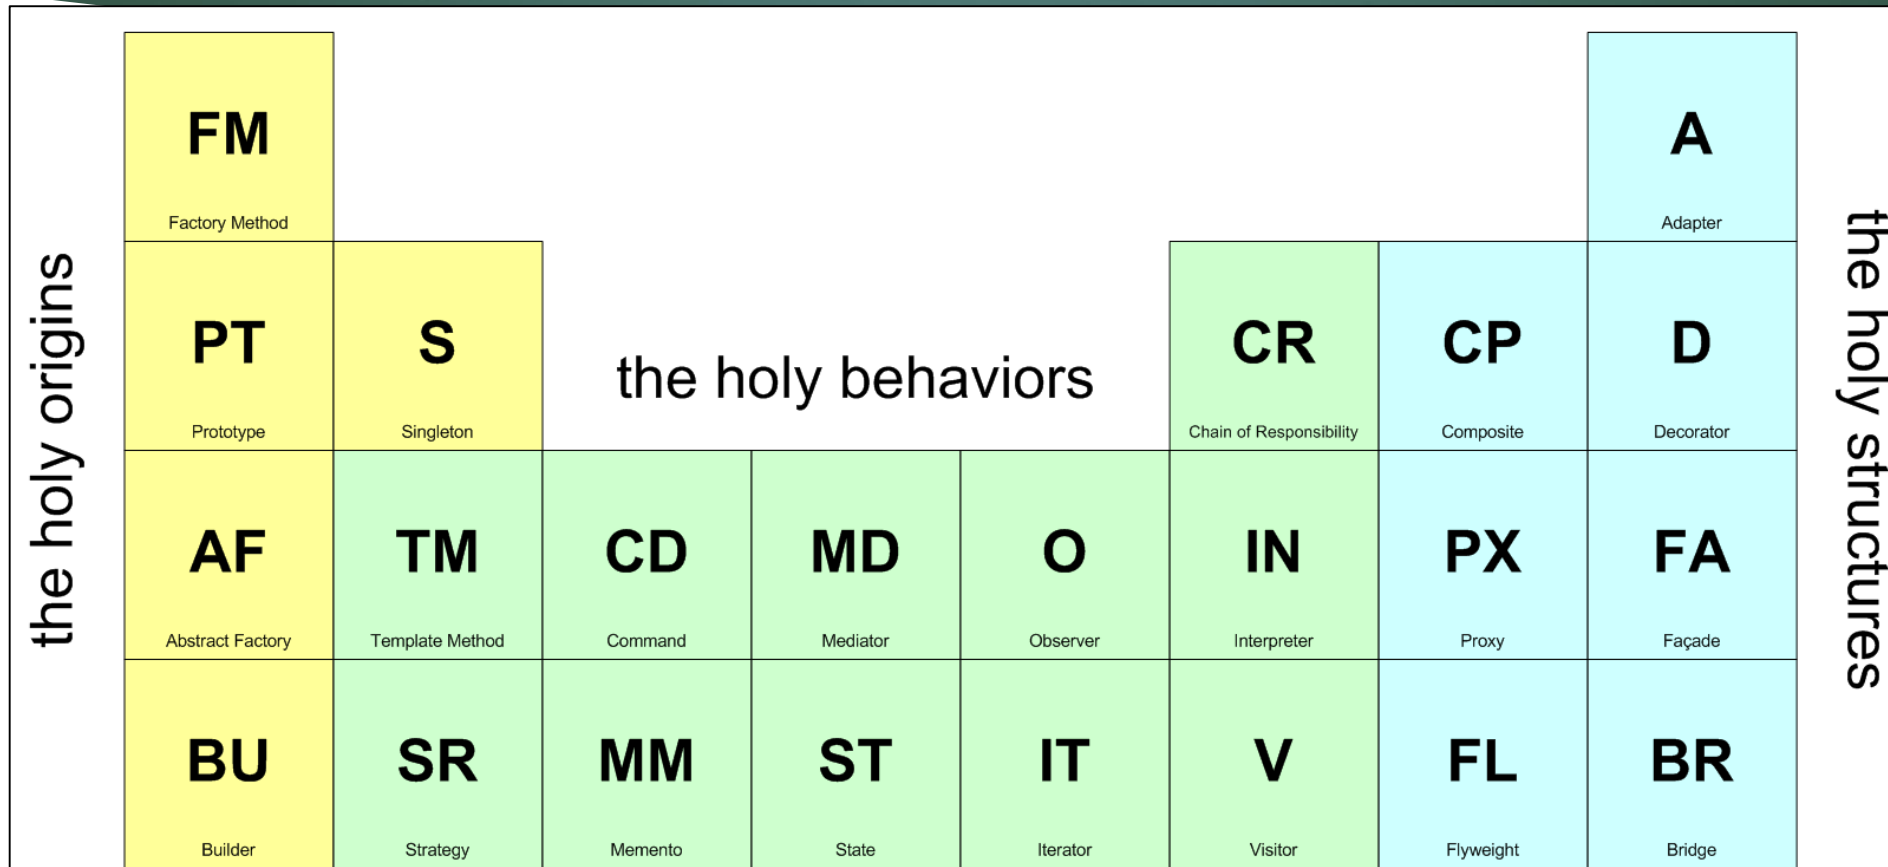 the holy origins
FM
Factory Method
A
Adapter
PT
Prototype
S
Singleton
the holy behaviors
CR
Chain of Responsibility
CP
Composite
D
Decorator
AF
Abstract Factory
TM
Template Method
CD
Command
MD
Mediator
O
Observer
IN
Interpreter
PX
Proxy
FA
Façade
BU
Builder
SR
Strategy
MM
Memento
ST
State
IT
Iterator
V
Visitor
FL
Flyweight
BR
Bridge
the holy structures